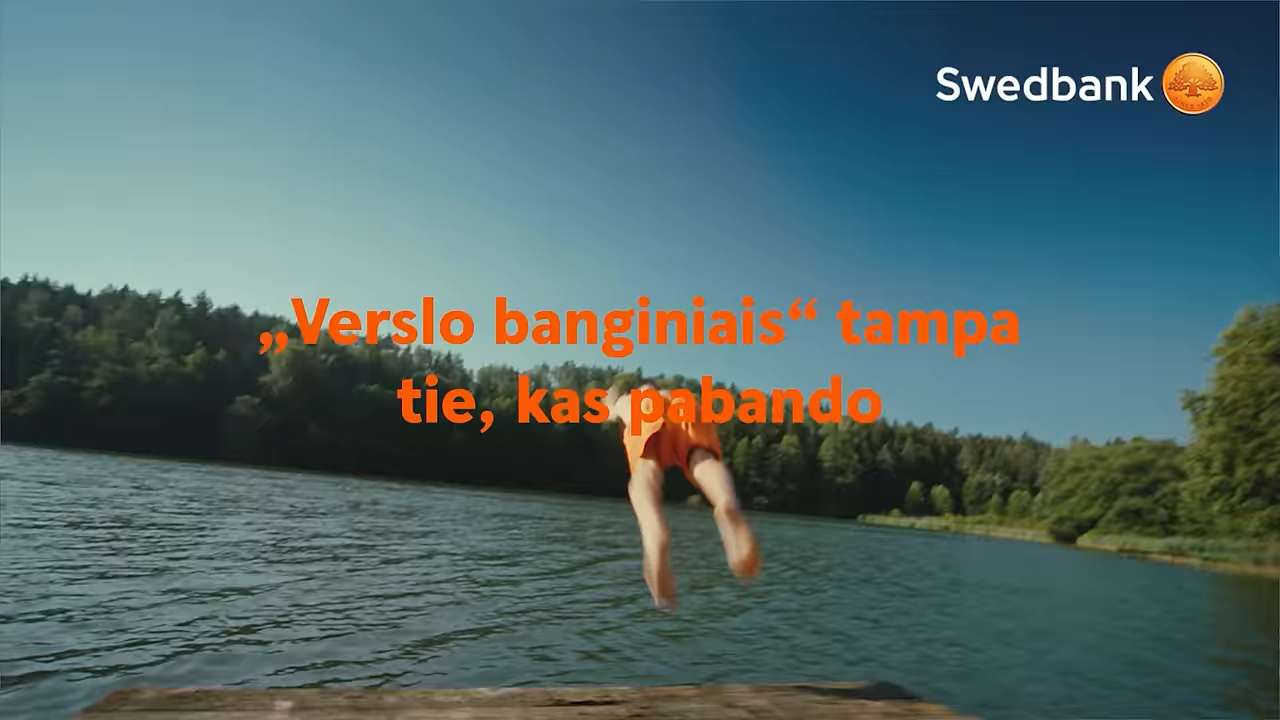 Swedbank
„Verslo banginiais“ tampa
tie, kas pabando